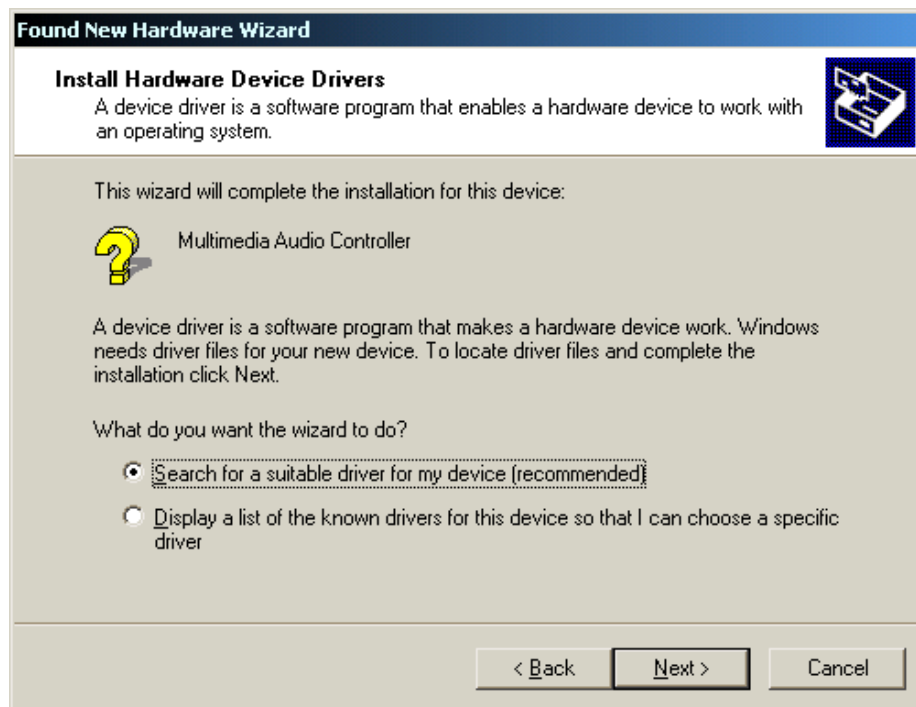 Found New Hardware Wizard
Install Hardware Device Drivers
A device driver is a software program that enables a hardware device to work with
an operating system.
This wizard will complete the installation for this device:
Multimedia Audio Controller
A device driver is a software program that makes a hardware device work. Windows
needs driver files for your new device. To locate driver files and complete the
installation click Next.
What do you want the wizard to do?
Search for a suitable driver for my device (recommended)
Display a list of the known drivers for this device so that I can choose a specific
driver
< Back Next > Cancel